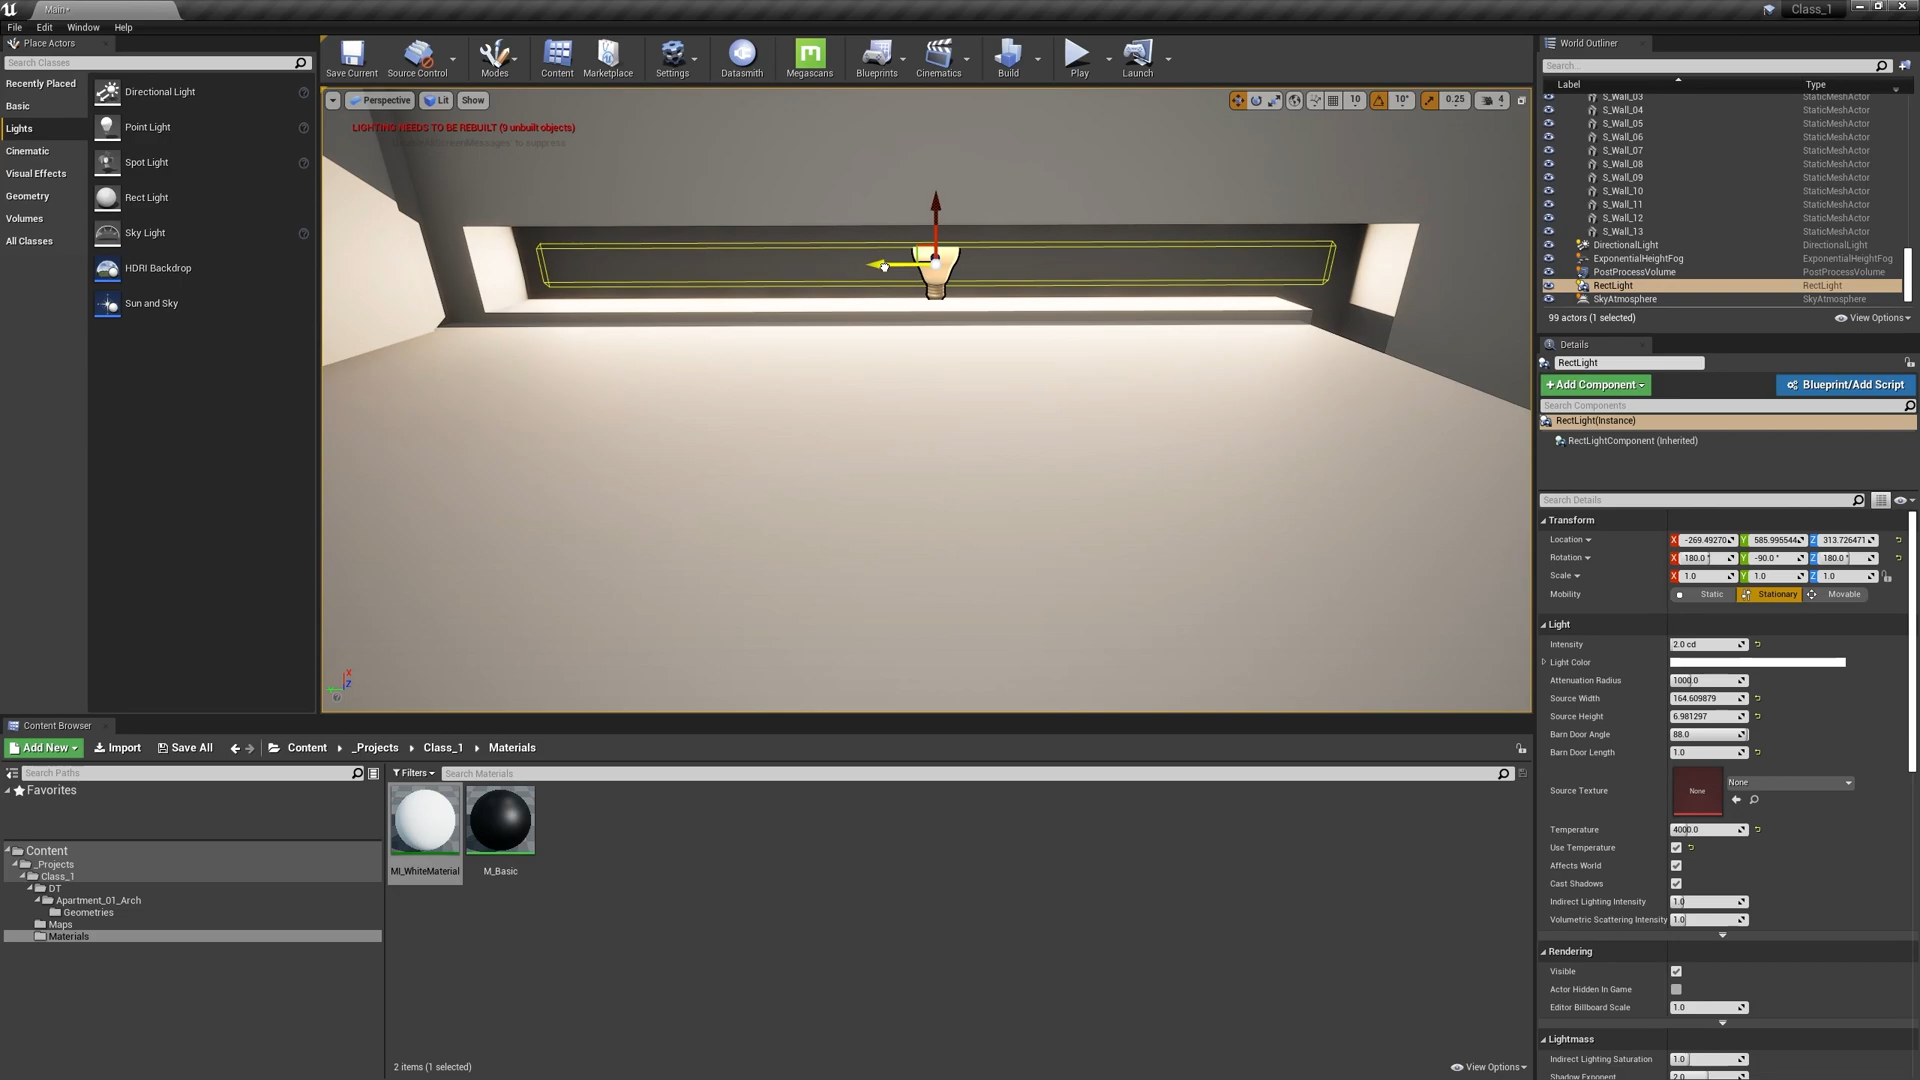 Main*
Class_1
File Edit Window Help
Place Actors
Search Classes
Recently Placed
Basic
Lights
Cinematic
Visual Effects
Geometry
Volumes
All Classes
Directional Light
Point Light
Spot Light
Rect Light
Sky Light
HDRI Backdrop
Sun and Sky
Save Current
Source Control
Modes
Content
Marketplace
Settings
Datasmith
Megascans
Blueprints
Cinematics
Build
Play
Launch
Perspective
Lit
Show
10
10°
0.25
4
LIGHTING NEEDS TO BE REBUILT (9 unbuilt objects)
World Outliner
Search...
Label Type
S_Wall_03 StaticMeshActor
S_Wall_04 StaticMeshActor
S_Wall_05 StaticMeshActor
S_Wall_06 StaticMeshActor
S_Wall_07 StaticMeshActor
S_Wall_08 StaticMeshActor
S_Wall_09 StaticMeshActor
S_Wall_10 StaticMeshActor
S_Wall_11 StaticMeshActor
S_Wall_12 StaticMeshActor
S_Wall_13 StaticMeshActor
DirectionalLight DirectionalLight
ExponentialHeightFog ExponentialHeightFog
PostProcessVolume PostProcessVolume
RectLight RectLight
SkyAtmosphere SkyAtmosphere
99 actors (1 selected)
View Options
Details
RectLight
+Add Component
Blueprint/Add Script
Search Components
RectLight(Instance)
RectLightComponent (Inherited)
Search Details
Transform
Location X -269.49270 Y 585.995544 Z 313.726471
Rotation X 180.0° Y -90.0° Z 180.0°
Scale X 1.0 Y 1.0 Z 1.0
Mobility Static Stationary Movable
Light
Intensity 2.0 cd
Light Color
Attenuation Radius 1000.0
Source Width 164.609879
Source Height 6.981297
Barn Door Angle 88.0
Barn Door Length 1.0
Source Texture None None
Temperature 4000.0
Use Temperature
Affects World
Cast Shadows
Indirect Lighting Intensity 1.0
Volumetric Scattering Intensity 1.0
Rendering
Visible
Actor Hidden In Game
Editor Billboard Scale 1.0
Lightmass
Indirect Lighting Saturation 1.0
Shadow Exponent 2.0
X
Z
Content Browser
Add New
Import
Save All
Content
_Projects
Class_1
Materials
Search Paths
Filters
Search Materials
Favorites
Content
_Projects
Class_1
DT
Apartment_01_Arch
Geometries
Maps
Materials
MI_WhiteMaterial
M_Basic
2 items (1 selected)
View Options